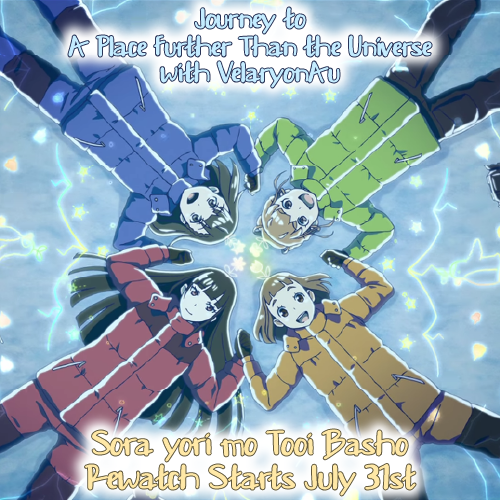 Journey to
A Place Further Than the Universe
with VelaryonAu
Sora yori mo Tooi Basho
Rewatch Starts July 31st